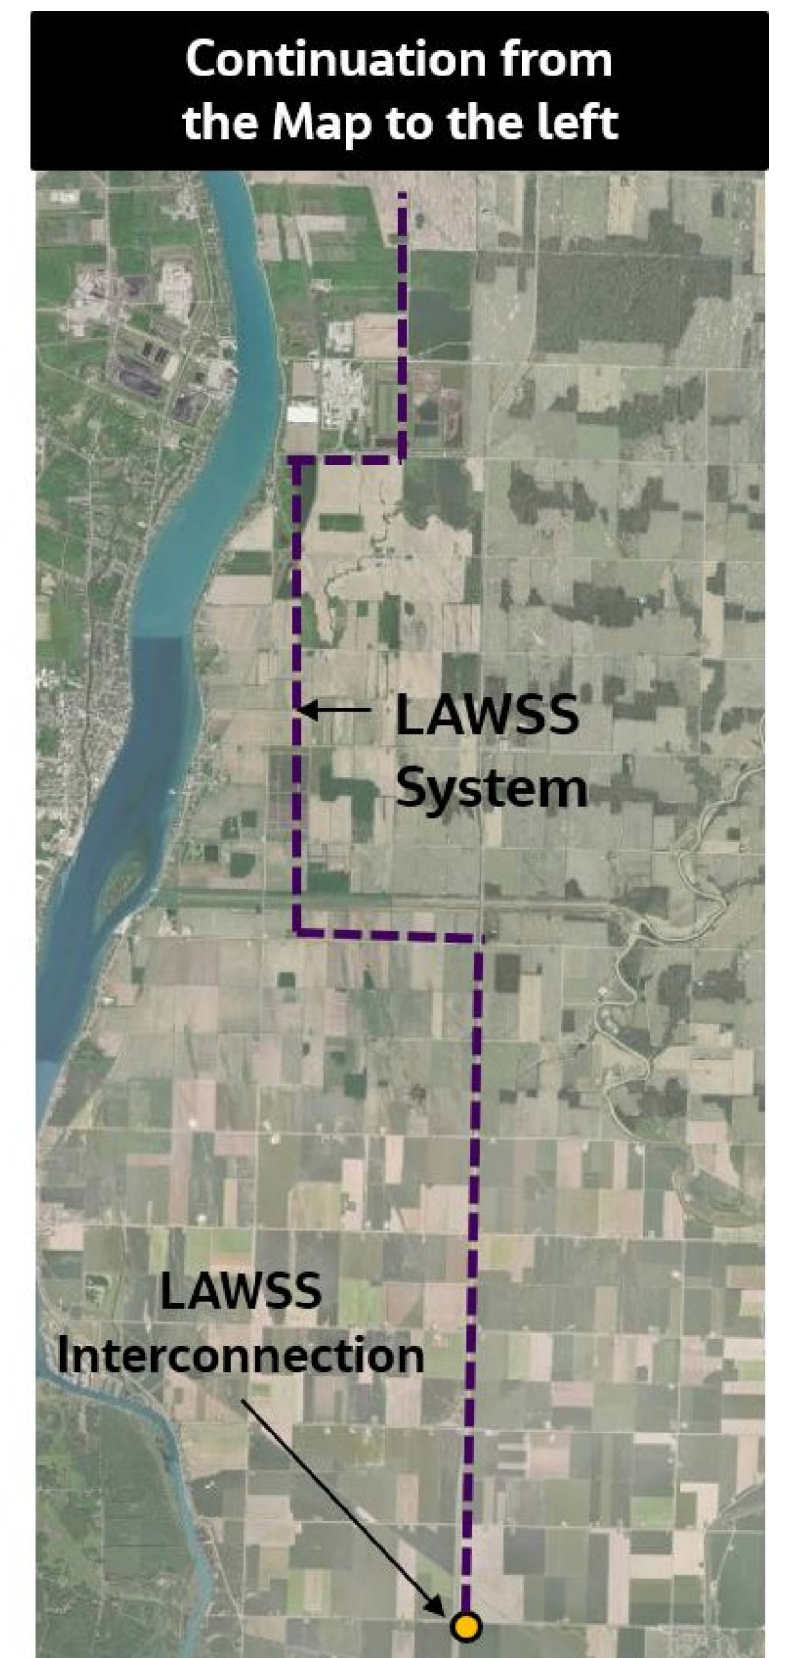 Continuation from
the Map to the left
LAWSS
System
LAWSS
Interconnection